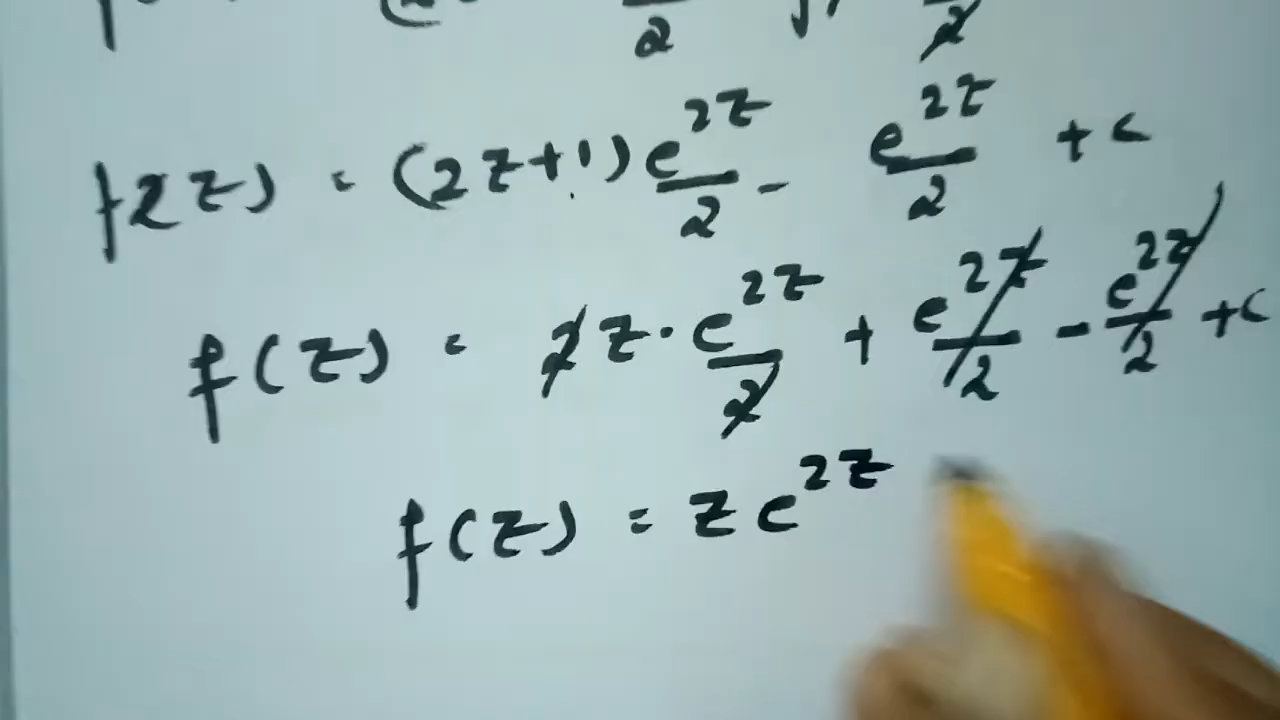 f(z) = (2z+1) e^2z/2 - e^2z/2 + c
f(z) = 2z · e^2z/2 + e^2z/2 - e^2z/2 + c
f(z) = z e^2z